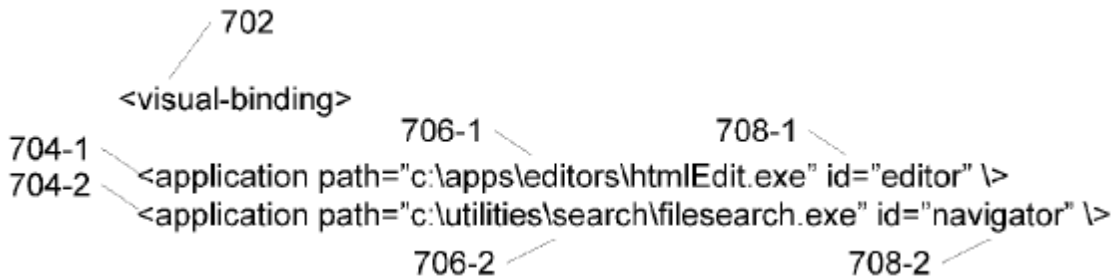 702
<visual-binding>
706-1 708-1
704-1
<application path="c:\apps\editors\htmlEdit.exe" id="editor" \>
704-2
<application path="c:\utilities\search\filesearch.exe" id="navigator" \>
706-2 708-2